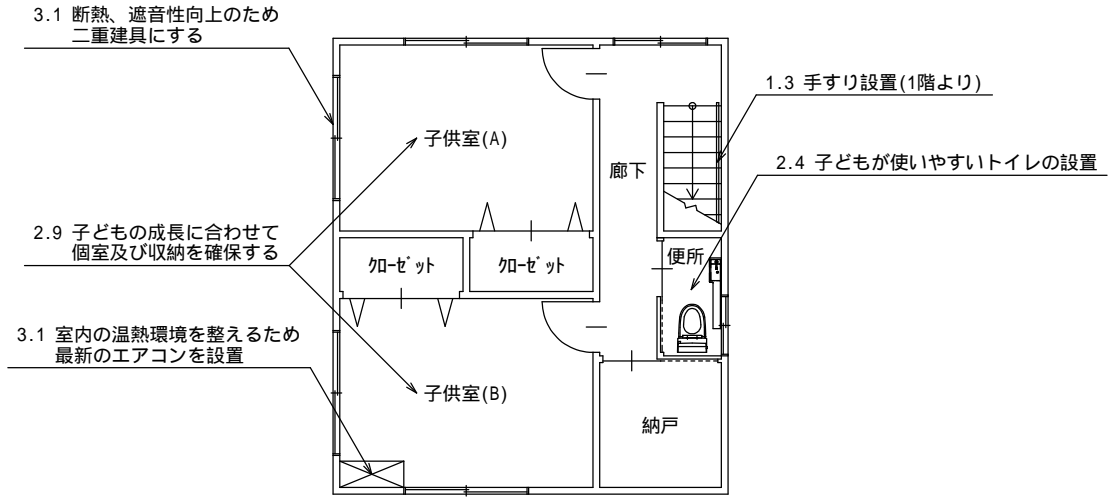 3.1 断熱、遮音性向上のため
二重建具にする
1.3 手すり設置(1階より)
子供室(A)
廊下
2.4 子どもが使いやすいトイレの設置
2.9 子どもの成長に合わせて
個室及び収納を確保する
ｸﾛｰｾﾞｯﾄ
ｸﾛｰｾﾞｯﾄ
便所
3.1 室内の温熱環境を整えるため
最新のエアコンを設置
子供室(B)
納戸